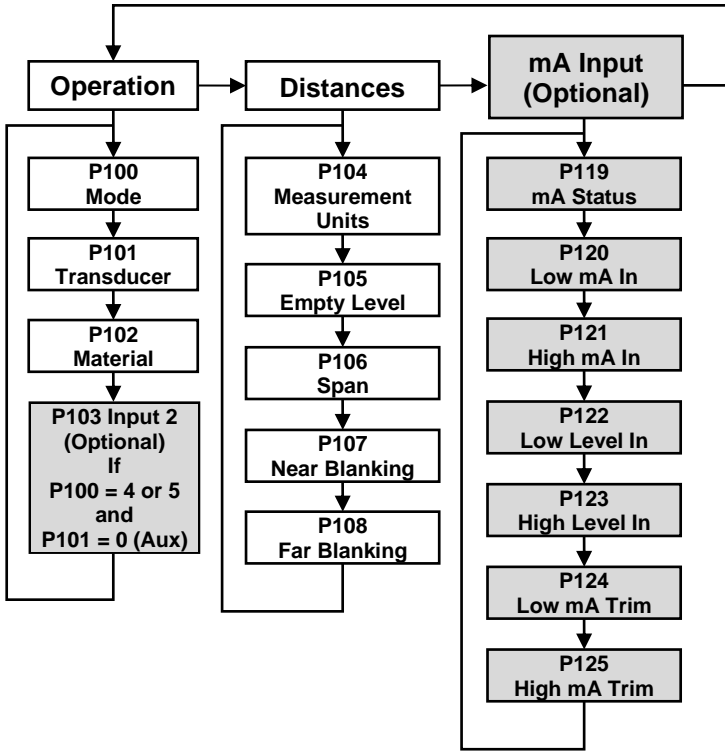 Operation
P100
Mode
P101
Transducer
P102
Material
P103 Input 2
(Optional)
If
P100 = 4 or 5
and
P101 = 0 (Aux)
Distances
P104
Measurement
Units
P105
Empty Level
P106
Span
P107
Near Blanking
P108
Far Blanking
mA Input
(Optional)
P119
mA Status
P120
Low mA In
P121
High mA In
P122
Low Level In
P123
High Level In
P124
Low mA Trim
P125
High mA Trim